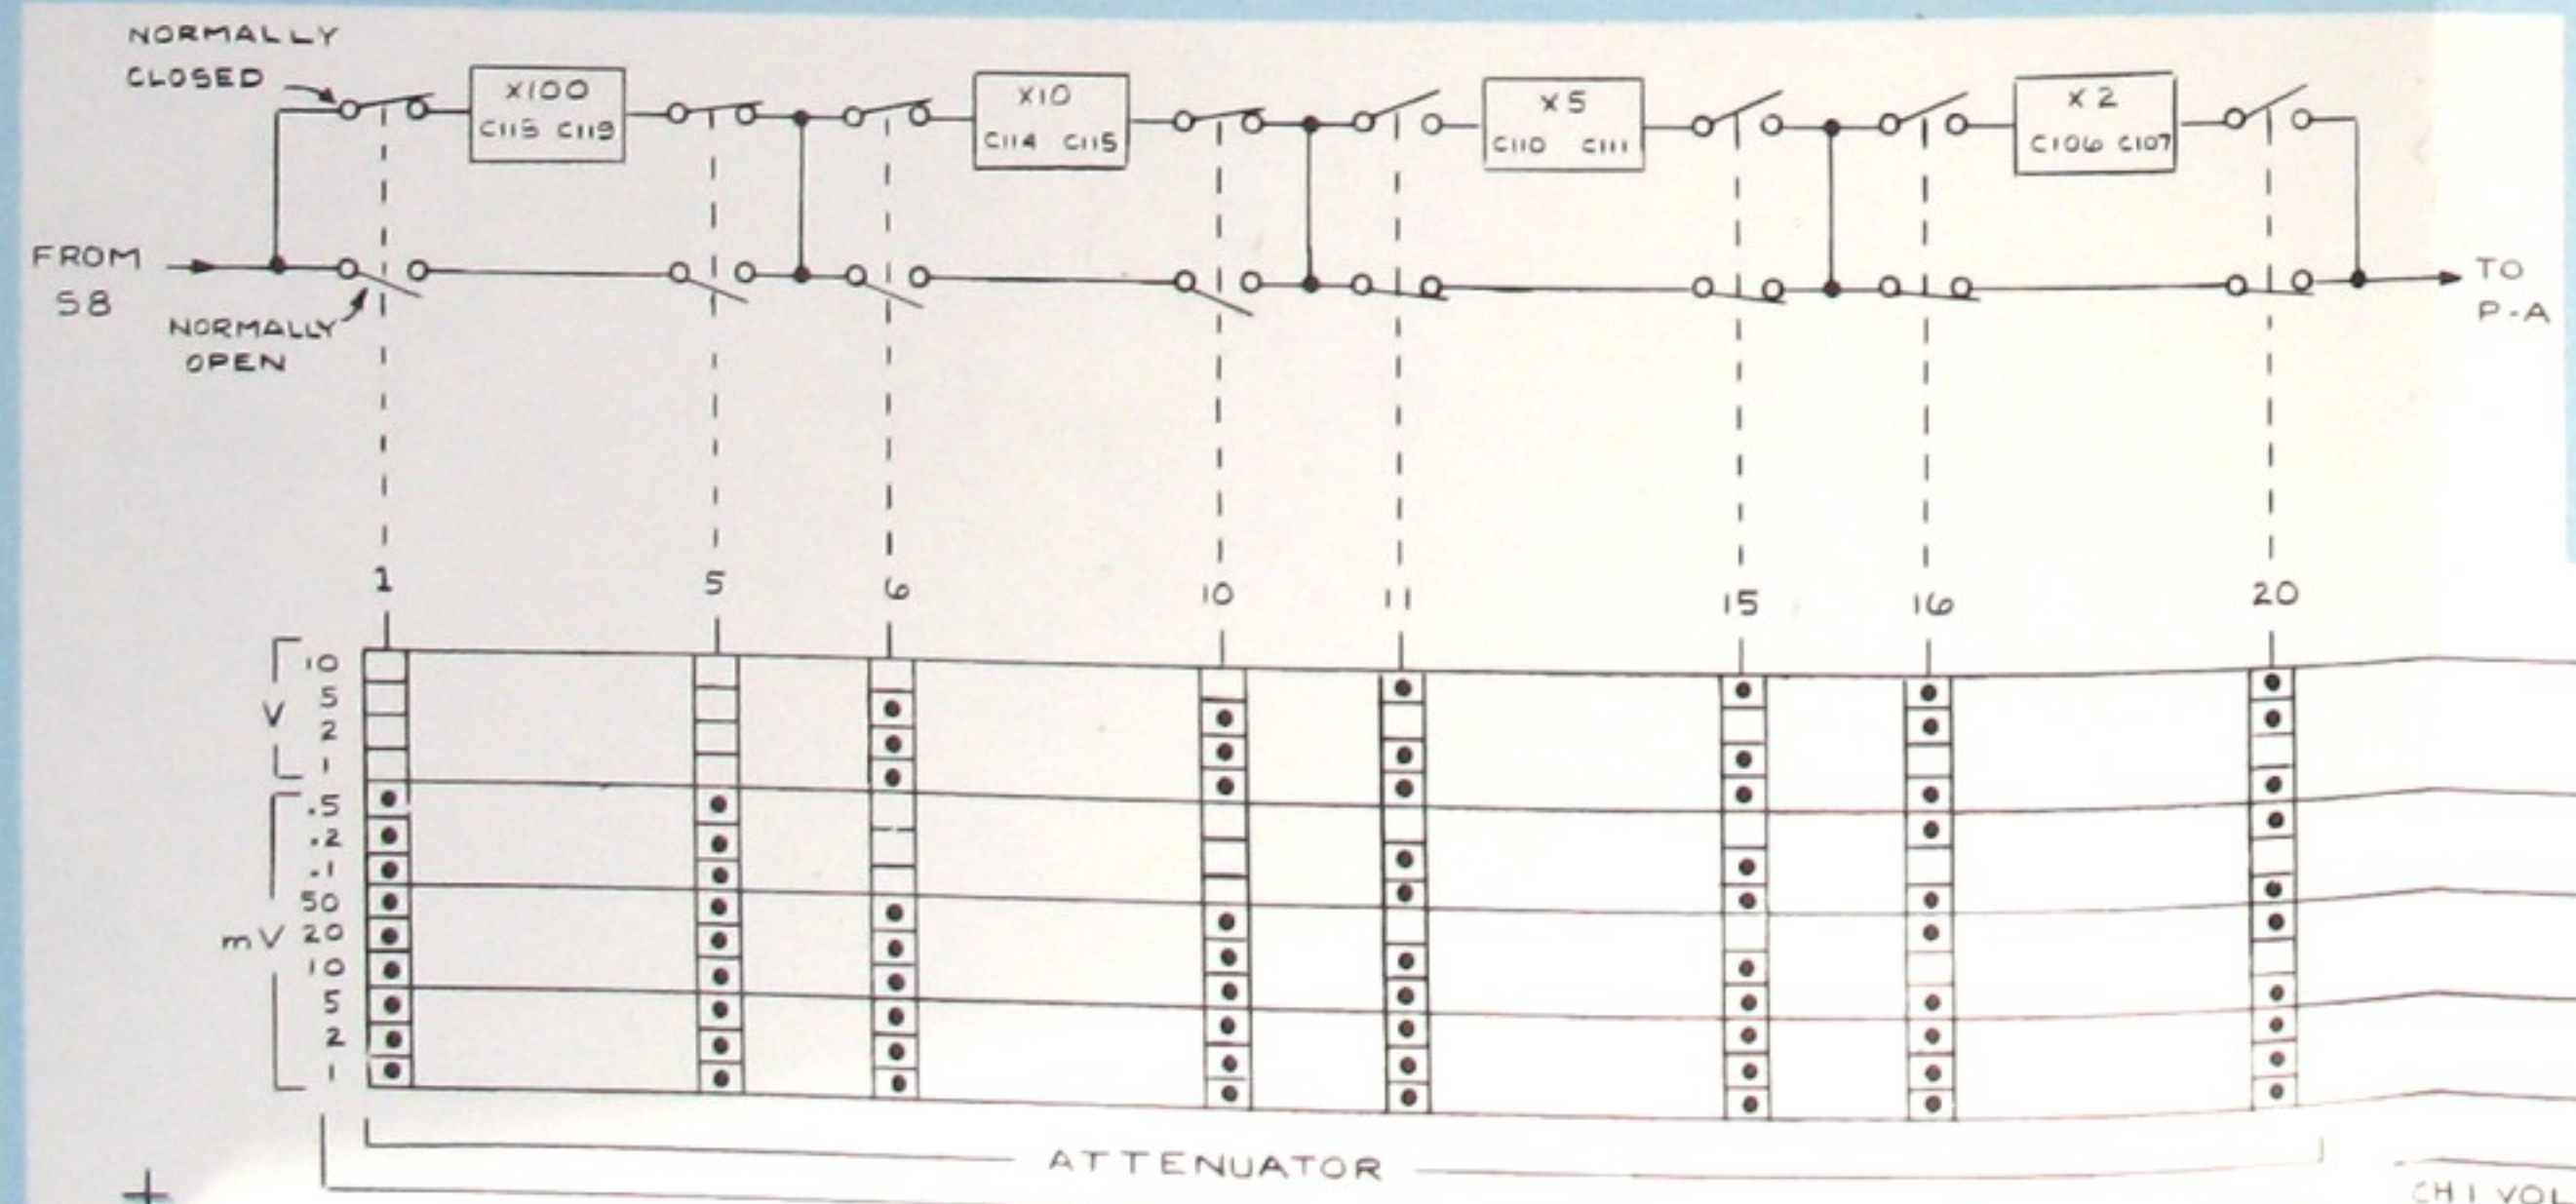 NORMALLY
CLOSED
X100
C113 C119
X10
C114 C115
X5
C110 C111
X2
C106 C107
FROM
S8
NORMALLY
OPEN
TO
P-A
1 5 6 10 11 15 16 20
V
10
5
2
1
mV
.5
.2
.1
50
20
10
5
2
1
ATTENUATOR
CH 1 VOL